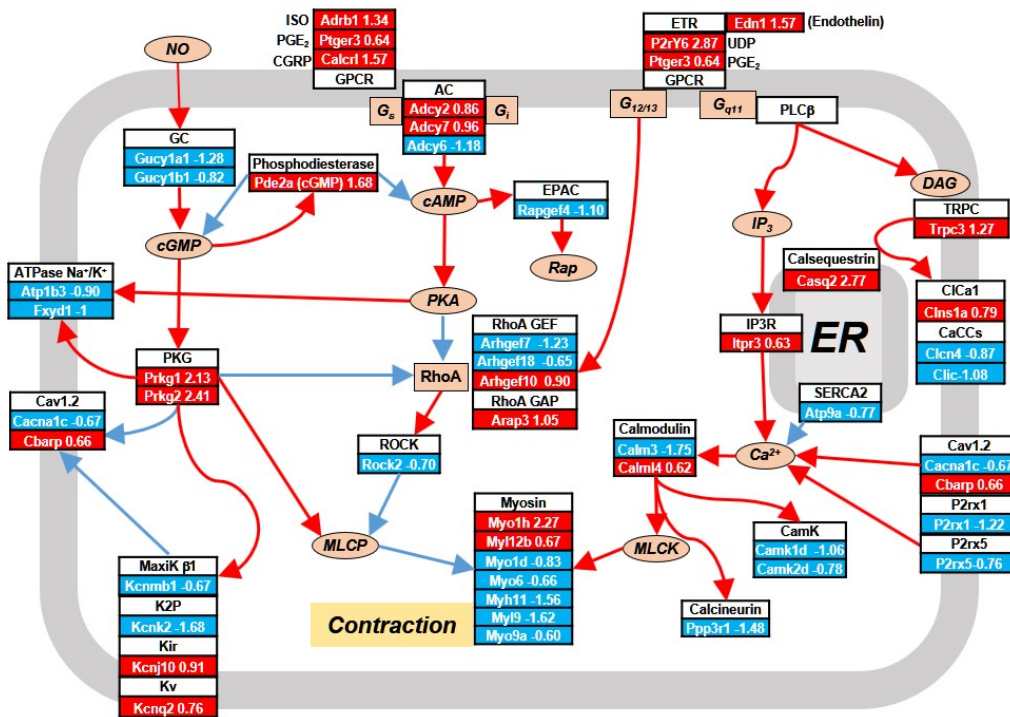 NO
ISO Adrb1 1.34
PGE₂ Ptger3 0.64
CGRP Calcrl 1.57
GPCR
ETR Edn1 1.57 (Endothelin)
P2rY6 2.87 UDP
Ptger3 0.64 PGE₂
GPCR
Gs
AC
Adcy2 0.86
Adcy7 0.96
Adcy6 -1.18
Gi
G12/13
Gq11
PLCβ
GC
Gucy1a1 -1.28
Gucy1b1 -0.82
Phosphodiesterase
Pde2a (cGMP) 1.68
cAMP
EPAC
Rapgef4 -1.10
Rap
cGMP
IP₃
DAG
TRPC
Trpc3 1.27
ATPase Na⁺/K⁺
Atp1b3 -0.90
Fxyd1 -1
PKA
Calsequestrin
Casq2 2.77
ClCa1
Clns1a 0.79
CaCCs
Clcn4 -0.87
Clic-1.08
IP3R
Itpr3 0.63
ER
RhoA GEF
Arhgef7 -1.23
Arhgef18 -0.65
Arhgef10 0.90
RhoA GAP
Arap3 1.05
PKG
Prkg1 2.13
Prkg2 2.41
RhoA
SERCA2
Atp9a -0.77
Cav1.2
Cacna1c -0.67
Cbarp 0.66
ROCK
Rock2 -0.70
Calmodulin
Calm3 -1.75
Calml4 0.62
Ca²⁺
Cav1.2
Cacna1c -0.67
Cbarp 0.66
P2rx1
P2rx1 -1.22
P2rx5
P2rx5-0.76
Myosin
Myo1h 2.27
Myl12b 0.67
Myo1d -0.83
Myo6 -0.66
Myh11 -1.56
Myl9 -1.62
Myo9a -0.60
MLCP
MLCK
CamK
Camk1d -1.06
Camk2d -0.78
MaxiK β1
Kcnmb1 -0.67
K2P
Kcnk2 -1.68
Kir
Kcnj10 0.91
Kv
Kcnq2 0.76
Contraction
Calcineurin
Ppp3r1 -1.48